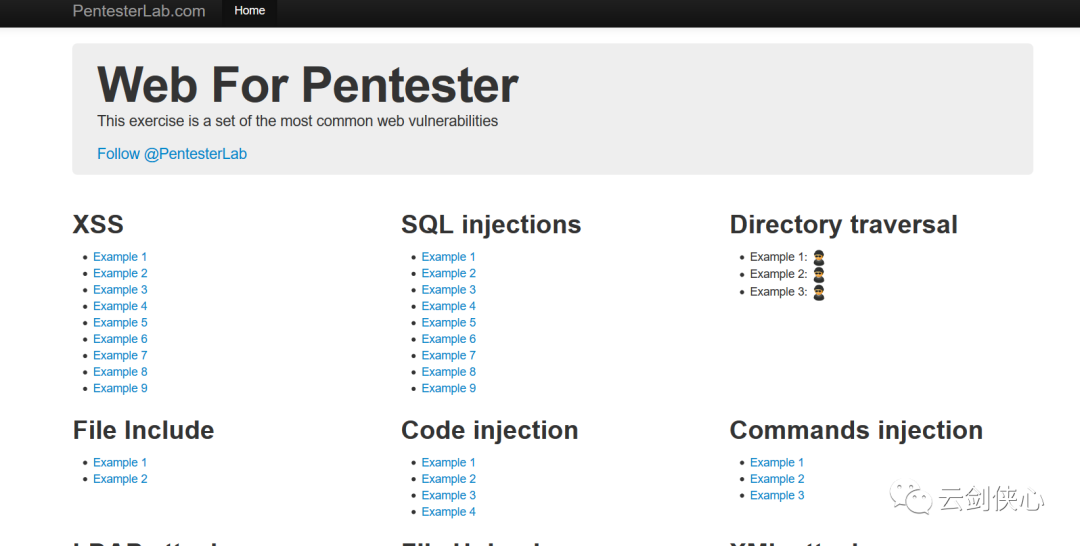 PentesterLab.com Home
Web For Pentester
This exercise is a set of the most common web vulnerabilities
Follow @PentesterLab
XSS
Example 1
Example 2
Example 3
Example 4
Example 5
Example 6
Example 7
Example 8
Example 9
SQL injections
Example 1
Example 2
Example 3
Example 4
Example 5
Example 6
Example 7
Example 8
Example 9
Directory traversal
Example 1:
Example 2:
Example 3:
File Include
Example 1
Example 2
Code injection
Example 1
Example 2
Example 3
Example 4
Commands injection
Example 1
Example 2
Example 3
云剑侠心